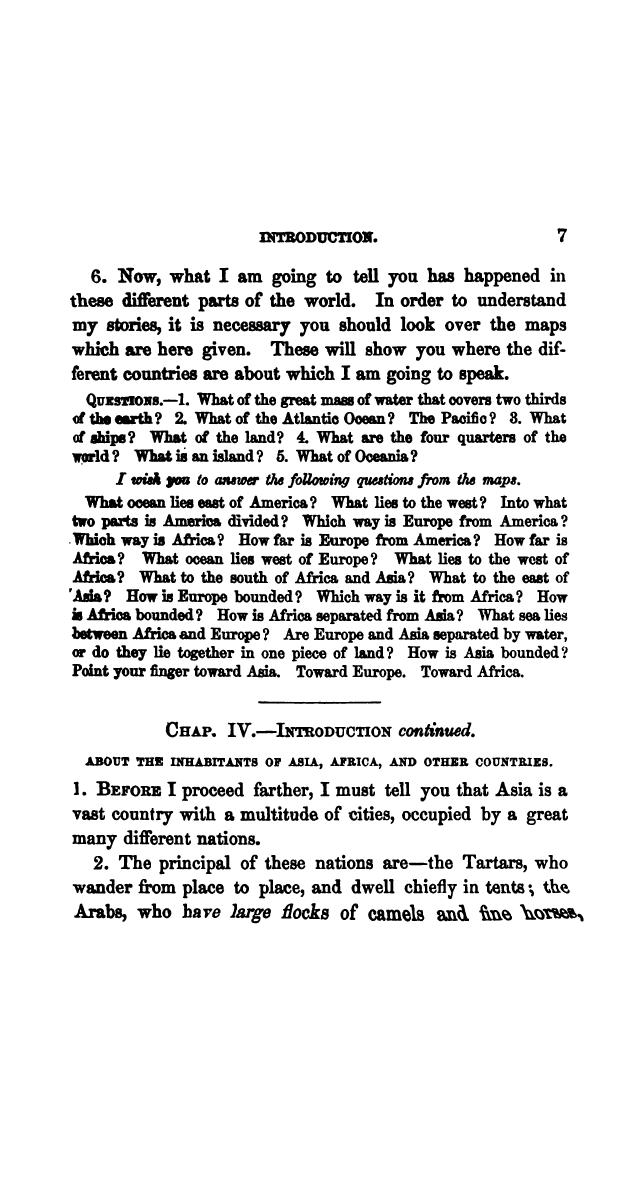 INTRODUCTION. 7
6. Now, what I am going to tell you has happened in
these different parts of the world. In order to understand
my stories, it is necessary you should look over the maps
which are here given. These will show you where the dif-
ferent countries are about which I am going to speak.
QUESTIONS.—1. What of the great mass of water that covers two thirds
of the earth? 2. What of the Atlantic Ocean? The Pacific? 3. What
of ships? What of the land? 4. What are the four quarters of the
world? What is an island? 5. What of Oceania?
I wish you to answer the following questions from the maps.
What ocean lies east of America? What lies to the west? Into what
two parts is America divided? Which way is Europe from America?
Which way is Africa? How far is Europe from America? How far is
Africa? What ocean lies west of Europe? What lies to the west of
Africa? What to the south of Africa and Asia? What to the east of
Asia? How is Europe bounded? Which way is it from Africa? How
is Africa bounded? How is Africa separated from Asia? What sea lies
between Africa and Europe? Are Europe and Asia separated by water,
or do they lie together in one piece of land? How is Asia bounded?
Point your finger toward Asia. Toward Europe. Toward Africa.
CHAP. IV.—INTRODUCTION continued.
ABOUT THE INHABITANTS OF ASIA, AFRICA, AND OTHER COUNTRIES.
1. BEFORE I proceed farther, I must tell you that Asia is a
vast country with a multitude of cities, occupied by a great
many different nations.
2. The principal of these nations are—the Tartars, who
wander from place to place, and dwell chiefly in tents; the
Arabs, who have large flocks of camels and fine horses,